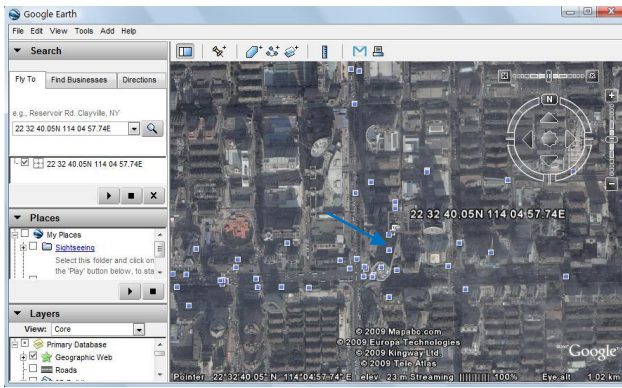 Google Earth
File Edit View Tools Add Help
Search
Fly To Find Businesses Directions
e.g., Reservoir Rd. Clayville, NY
22 32 40.05N 114 04 57.74E
22 32 40.05N 114 04 57.74E
Places
My Places
Sightseeing
Select this folder and click on
the 'Play' button below, to sta
Layers
View: Core
Primary Database
Geographic Web
Roads
N
22 32 40.05N 114 04 57.74E
© 2009 Mapabc.com
© 2009 Europa Technologies
© 2009 Kingway Ltd.
© 2009 Tele Atlas
Google
Pointer 22°32'40.05" N 114°04'57.74" E elev 23 m Streaming 100% Eye alt 1.02 km